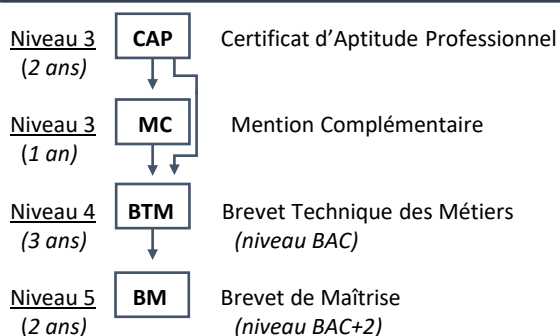 Niveau 3 CAP Certificat d’Aptitude Professionnel
(2 ans)
Niveau 3 MC Mention Complémentaire
(1 an)
Niveau 4 BTM Brevet Technique des Métiers
(3 ans) (niveau BAC)
Niveau 5 BM Brevet de Maîtrise
(2 ans) (niveau BAC+2)